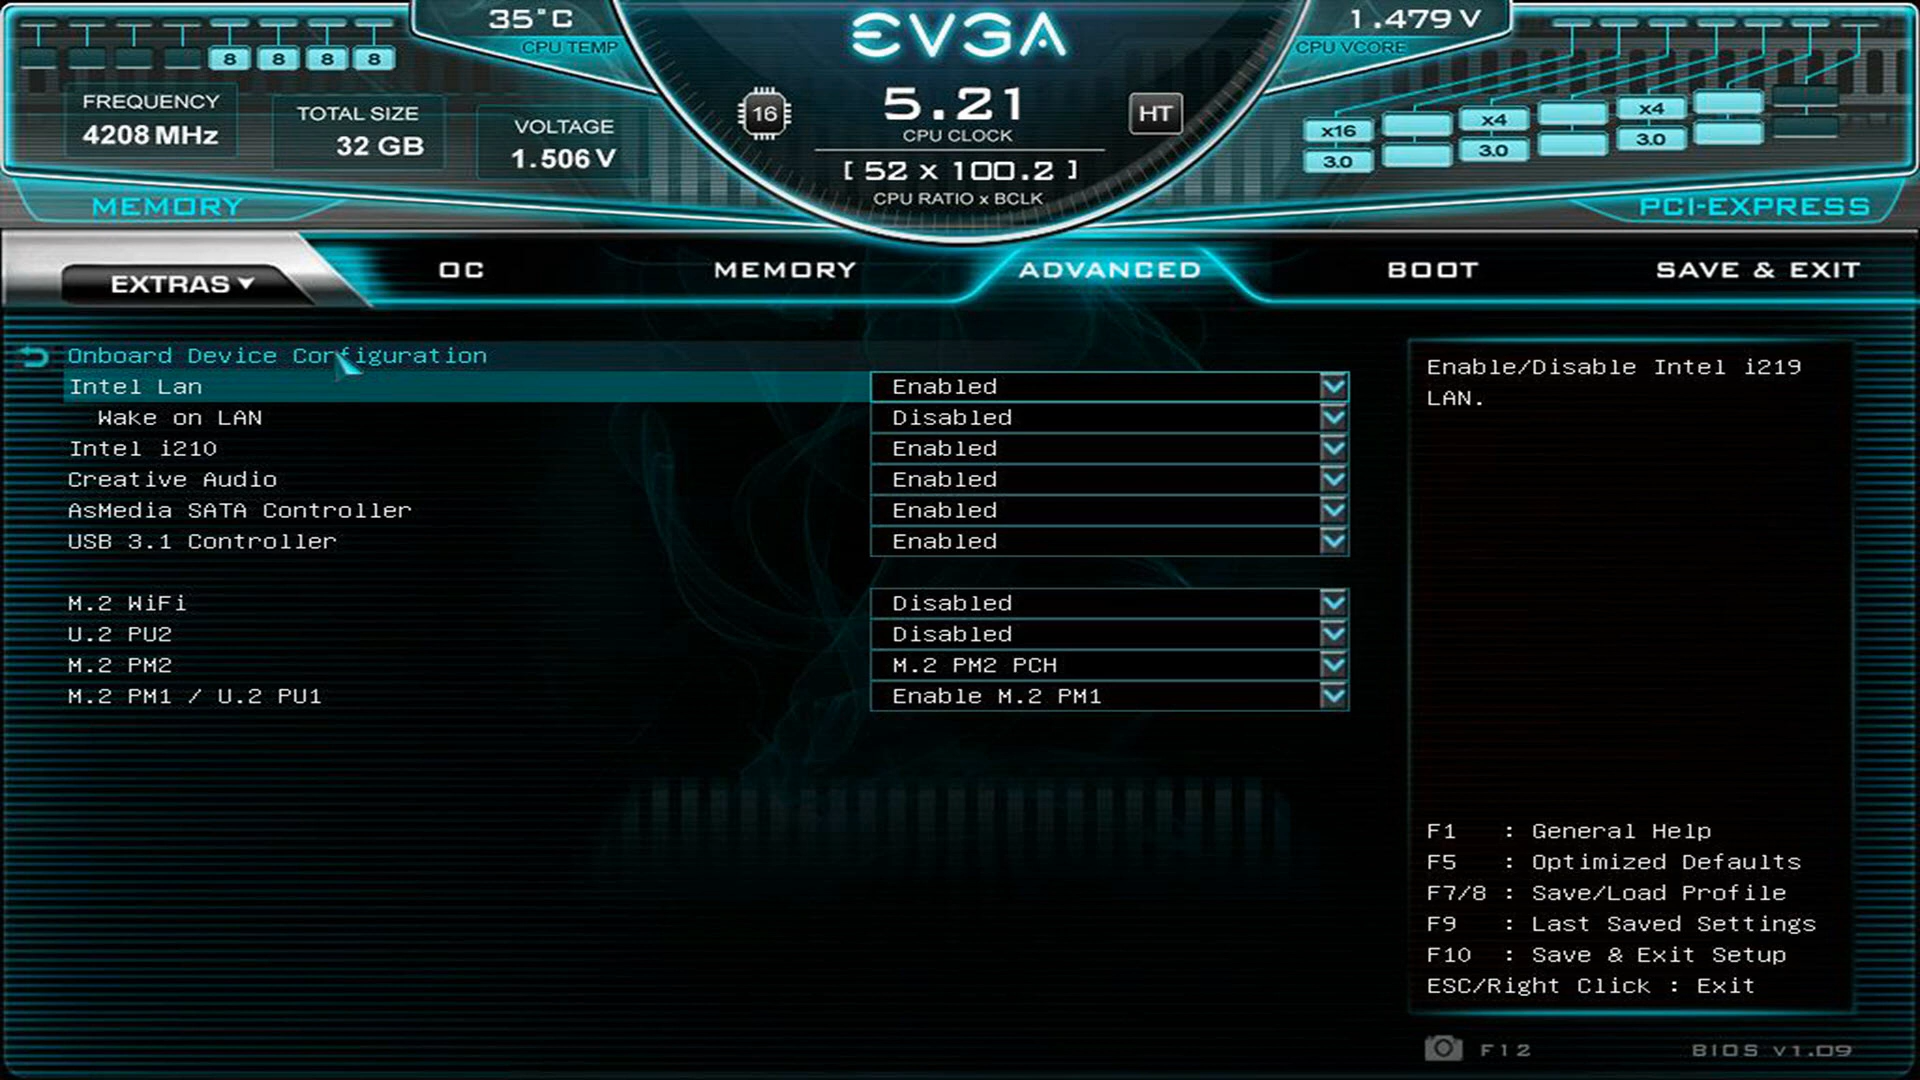 35°C
CPU TEMP
EVGA
1.479 V
CPU VCORE
8 8 8 8
FREQUENCY
4208 MHz
TOTAL SIZE
32 GB
VOLTAGE
1.506 V
16
5.21
CPU CLOCK
HT
[ 52 x 100.2 ]
CPU RATIO x BCLK
x16
3.0
x4
3.0
x4
3.0
MEMORY
PCI-EXPRESS
EXTRAS
OC
MEMORY
ADVANCED
BOOT
SAVE & EXIT
Onboard Device Configuration
Intel Lan Enabled
Wake on LAN Disabled
Intel i210 Enabled
Creative Audio Enabled
AsMedia SATA Controller Enabled
USB 3.1 Controller Enabled
M.2 WiFi Disabled
U.2 PU2 Disabled
M.2 PM2 M.2 PM2 PCH
M.2 PM1 / U.2 PU1 Enable M.2 PM1
Enable/Disable Intel i219
LAN.
F1 : General Help
F5 : Optimized Defaults
F7/8 : Save/Load Profile
F9 : Last Saved Settings
F10 : Save & Exit Setup
ESC/Right Click : Exit
F12
BIOS v1.09